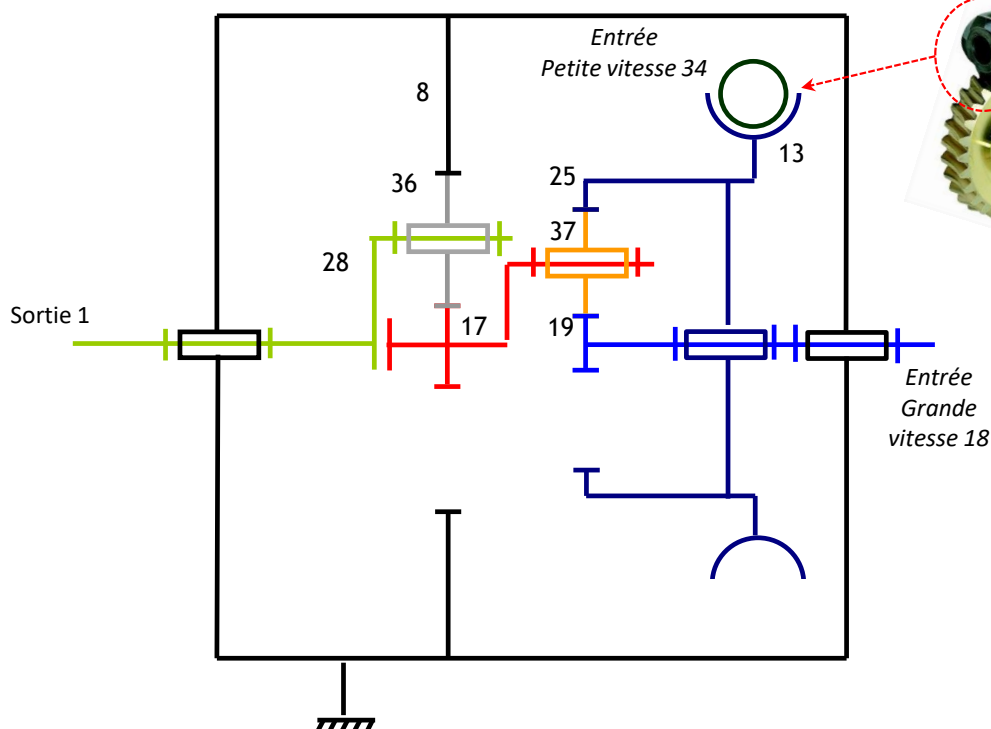 Entrée
Petite vitesse 34
8
13
36
25
37
28
Sortie 1
17
19
Entrée
Grande
vitesse 18